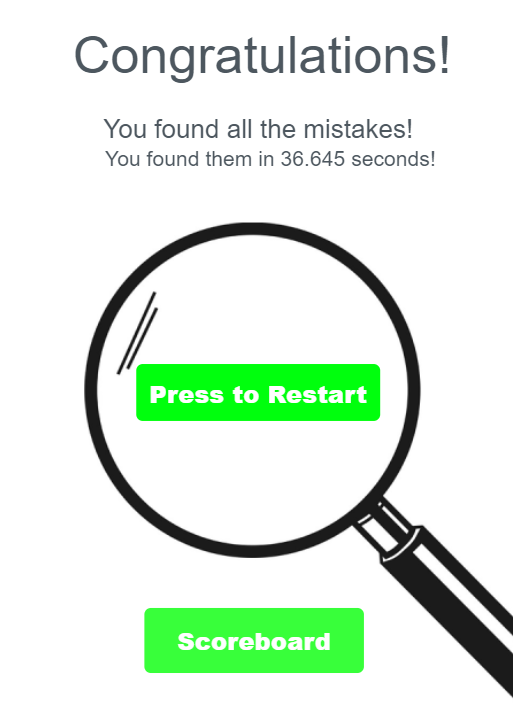 Congratulations!
You found all the mistakes!
You found them in 36.645 seconds!
Press to Restart
Scoreboard